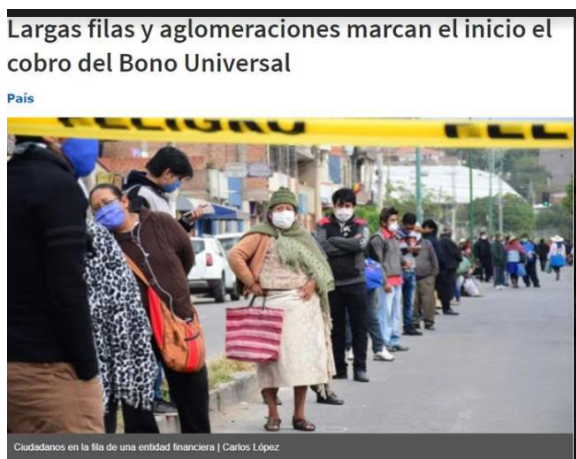 Largas filas y aglomeraciones marcan el inicio el
cobro del Bono Universal
País
PELIGRO
Ciudadanos en la fila de una entidad financiera | Carlos López